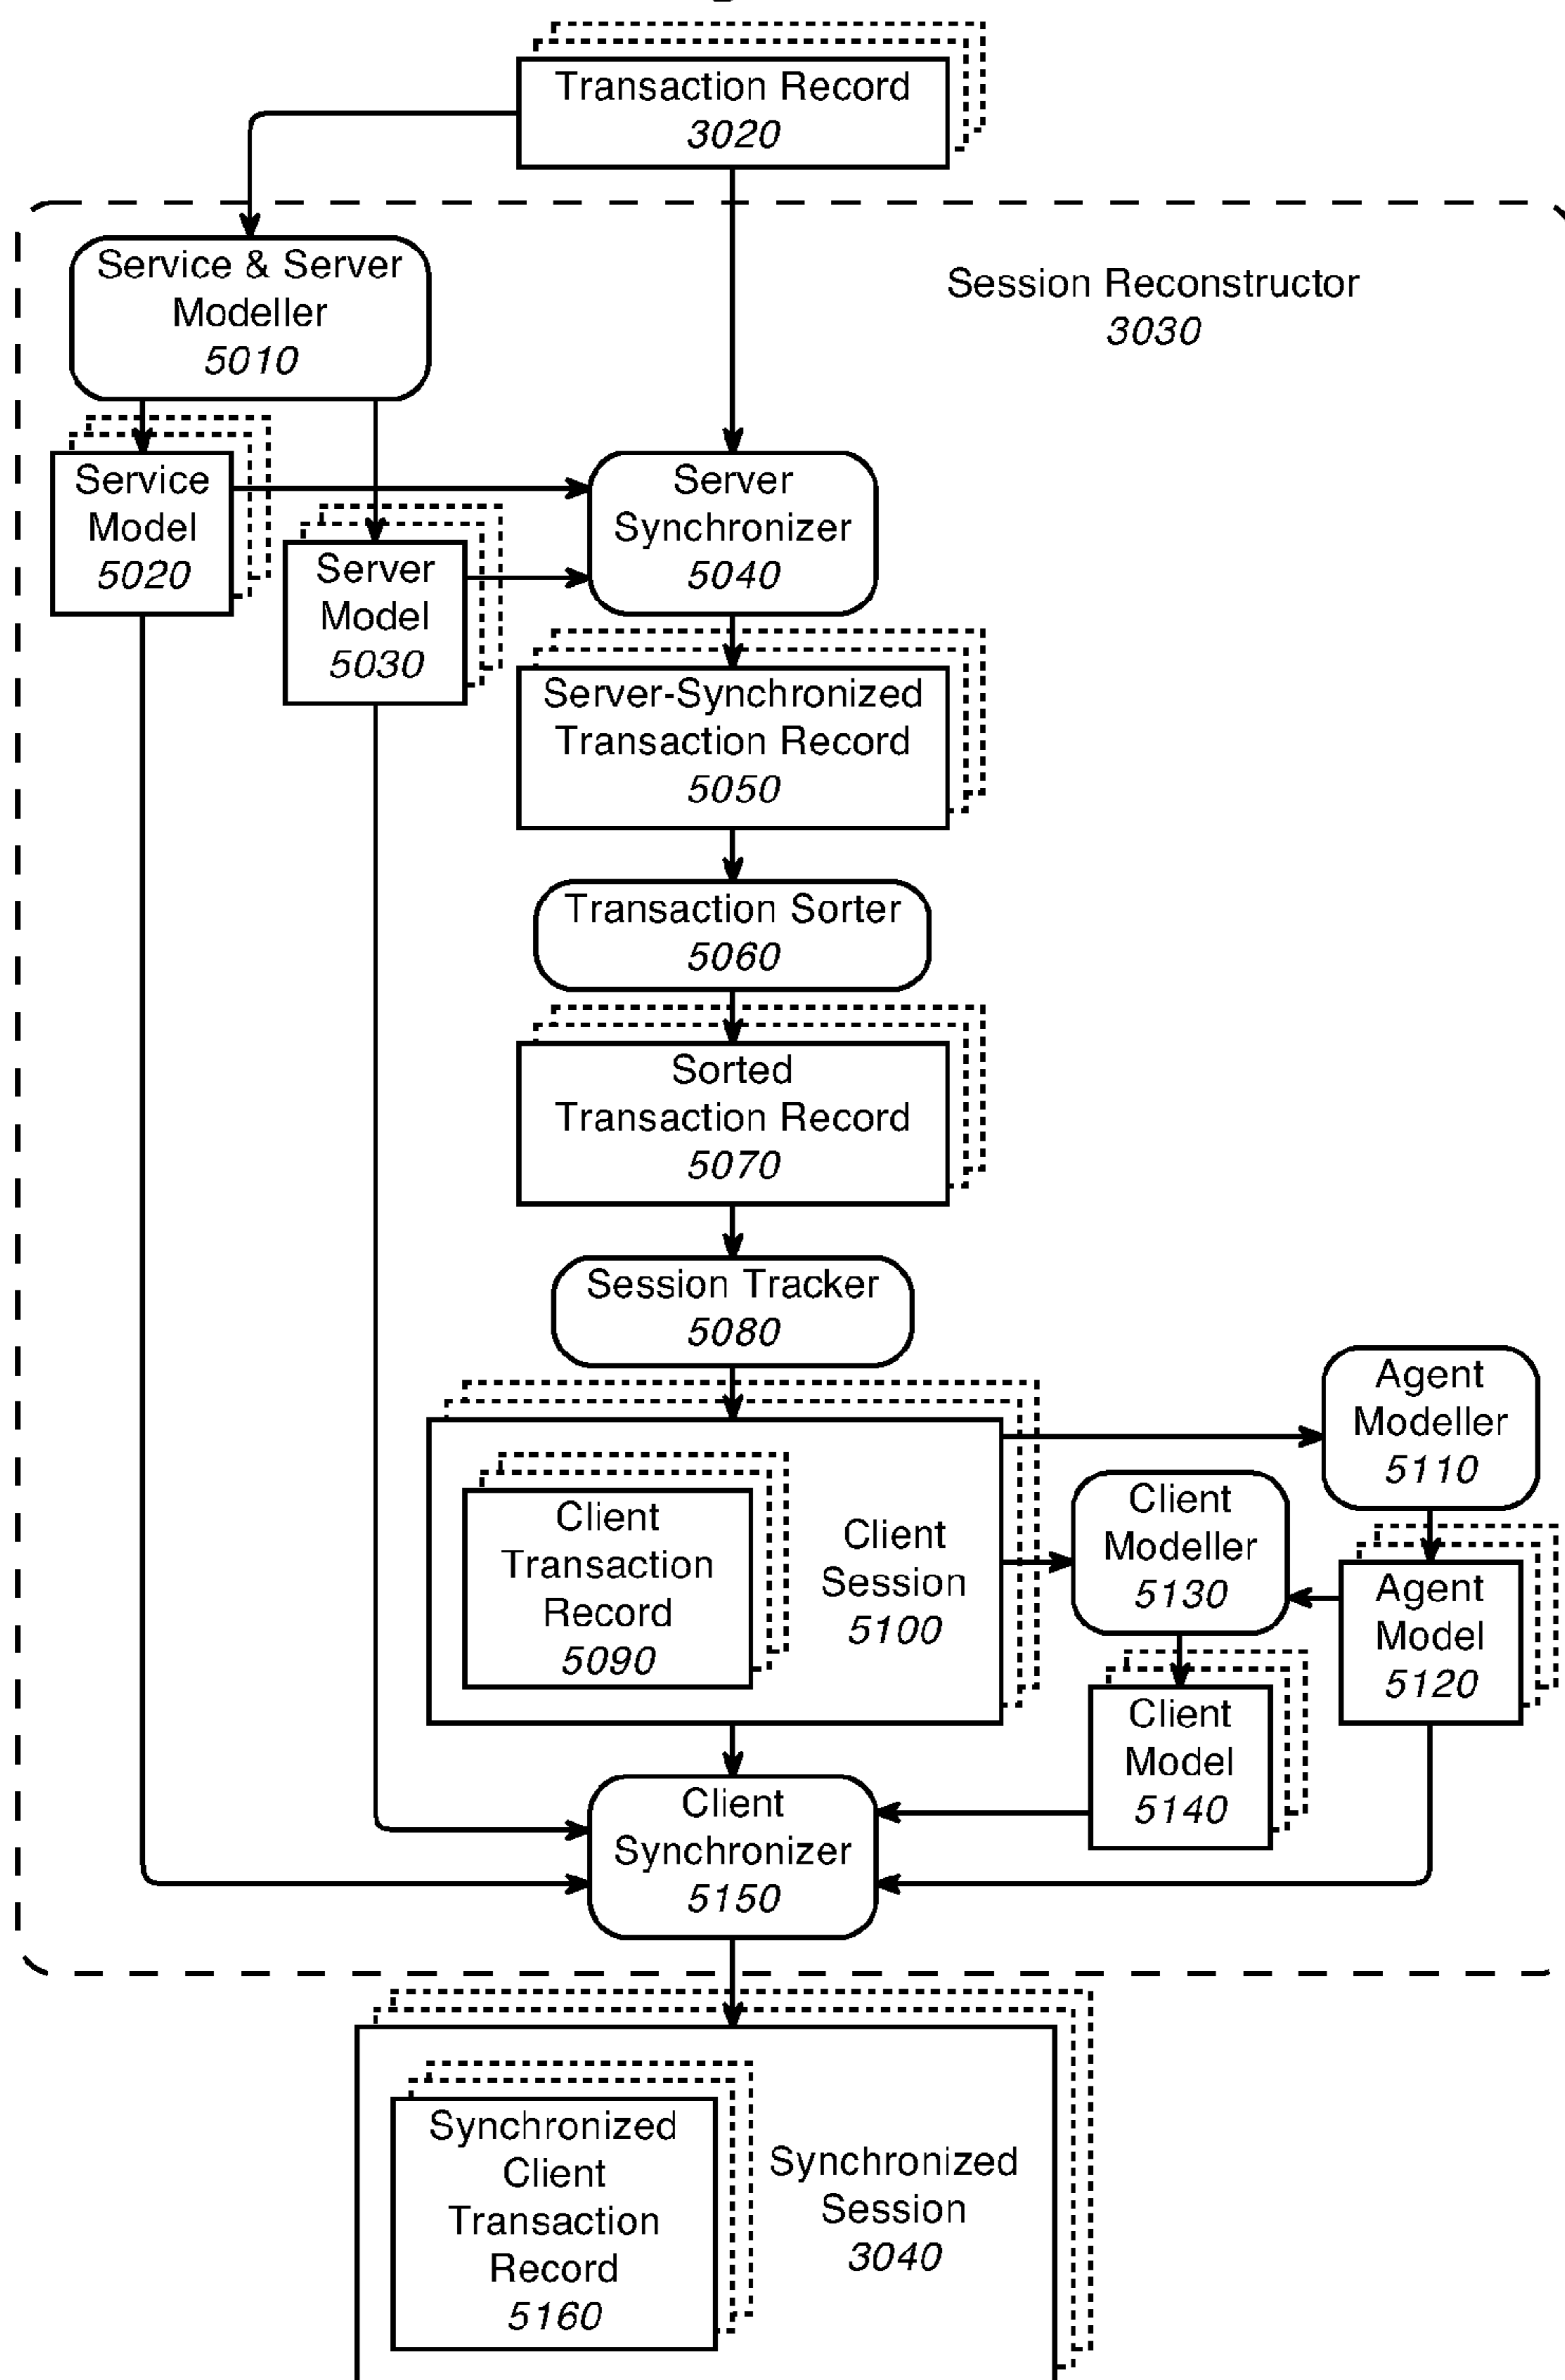 Transaction Record
3020
Service & Server
Modeller
5010
Session Reconstructor
3030
Service
Model
5020
Server
Model
5030
Server
Synchronizer
5040
Server-Synchronized
Transaction Record
5050
Transaction Sorter
5060
Sorted
Transaction Record
5070
Session Tracker
5080
Client
Transaction
Record
5090
Client
Session
5100
Agent
Modeller
5110
Client
Modeller
5130
Agent
Model
5120
Client
Model
5140
Client
Synchronizer
5150
Synchronized
Client
Transaction
Record
5160
Synchronized
Session
3040